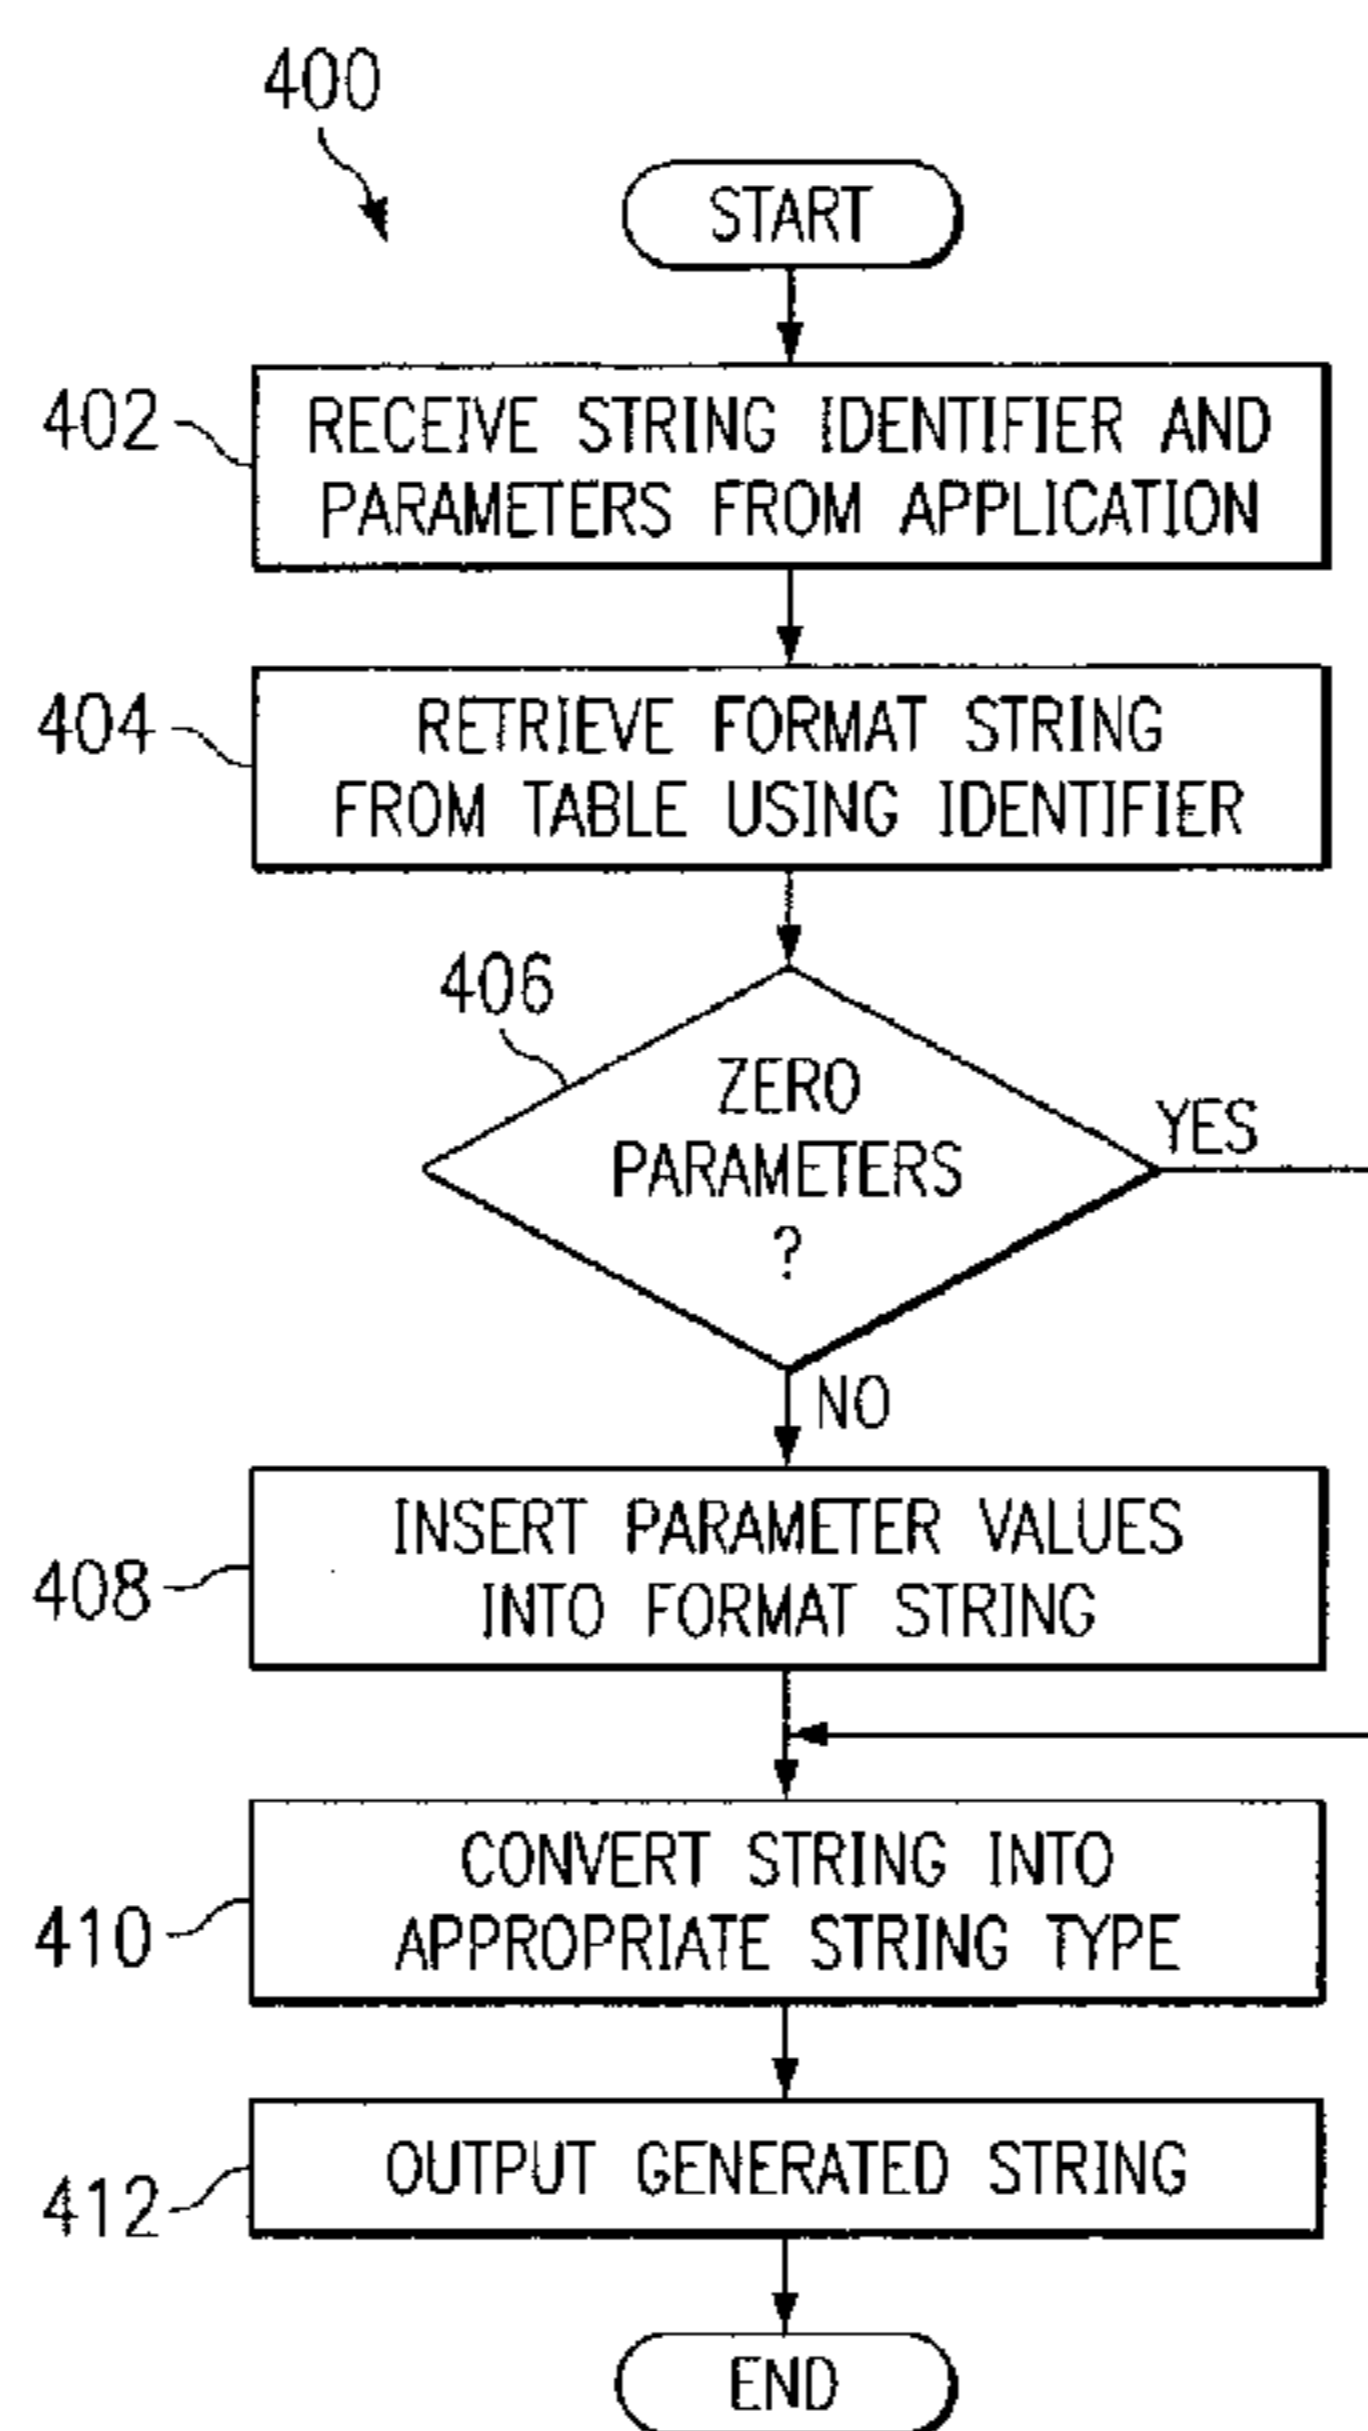 400
START
402
RECEIVE STRING IDENTIFIER AND
PARAMETERS FROM APPLICATION
404
RETRIEVE FORMAT STRING
FROM TABLE USING IDENTIFIER
406
ZERO
PARAMETERS
?
YES
NO
408
INSERT PARAMETER VALUES
INTO FORMAT STRING
410
CONVERT STRING INTO
APPROPRIATE STRING TYPE
412
OUTPUT GENERATED STRING
END